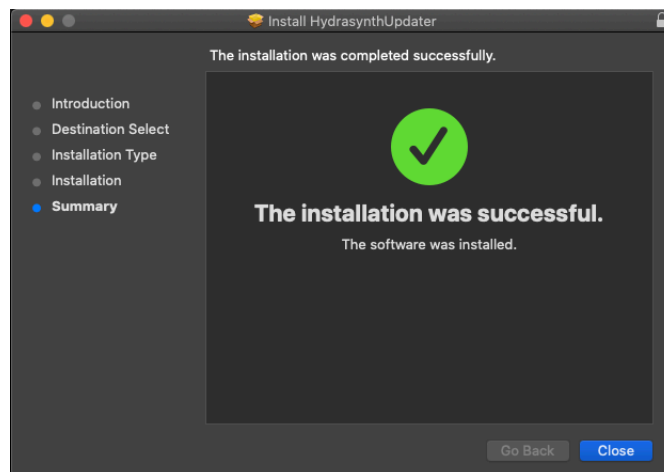 Install HydrasynthUpdater
The installation was completed successfully.
Introduction
Destination Select
Installation Type
Installation
Summary
The installation was successful.
The software was installed.
Go Back
Close